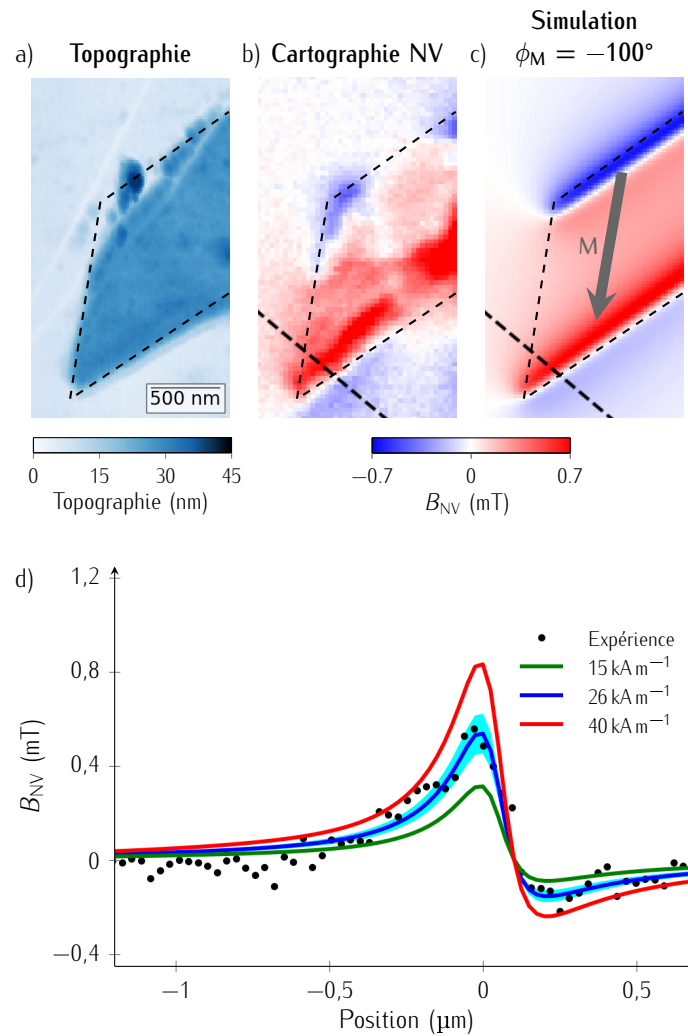 Simulation
a) Topographie b) Cartographie NV c) ϕM = −100°
M
500 nm
0 15 30 45
Topographie (nm)
−0.7 0 0.7
BNV (mT)
d)
1,2
0,8
0,4
0
−0,4
BNV (mT)
Expérience
15 kA m−1
26 kA m−1
40 kA m−1
−1 −0,5 0 0,5
Position (µm)